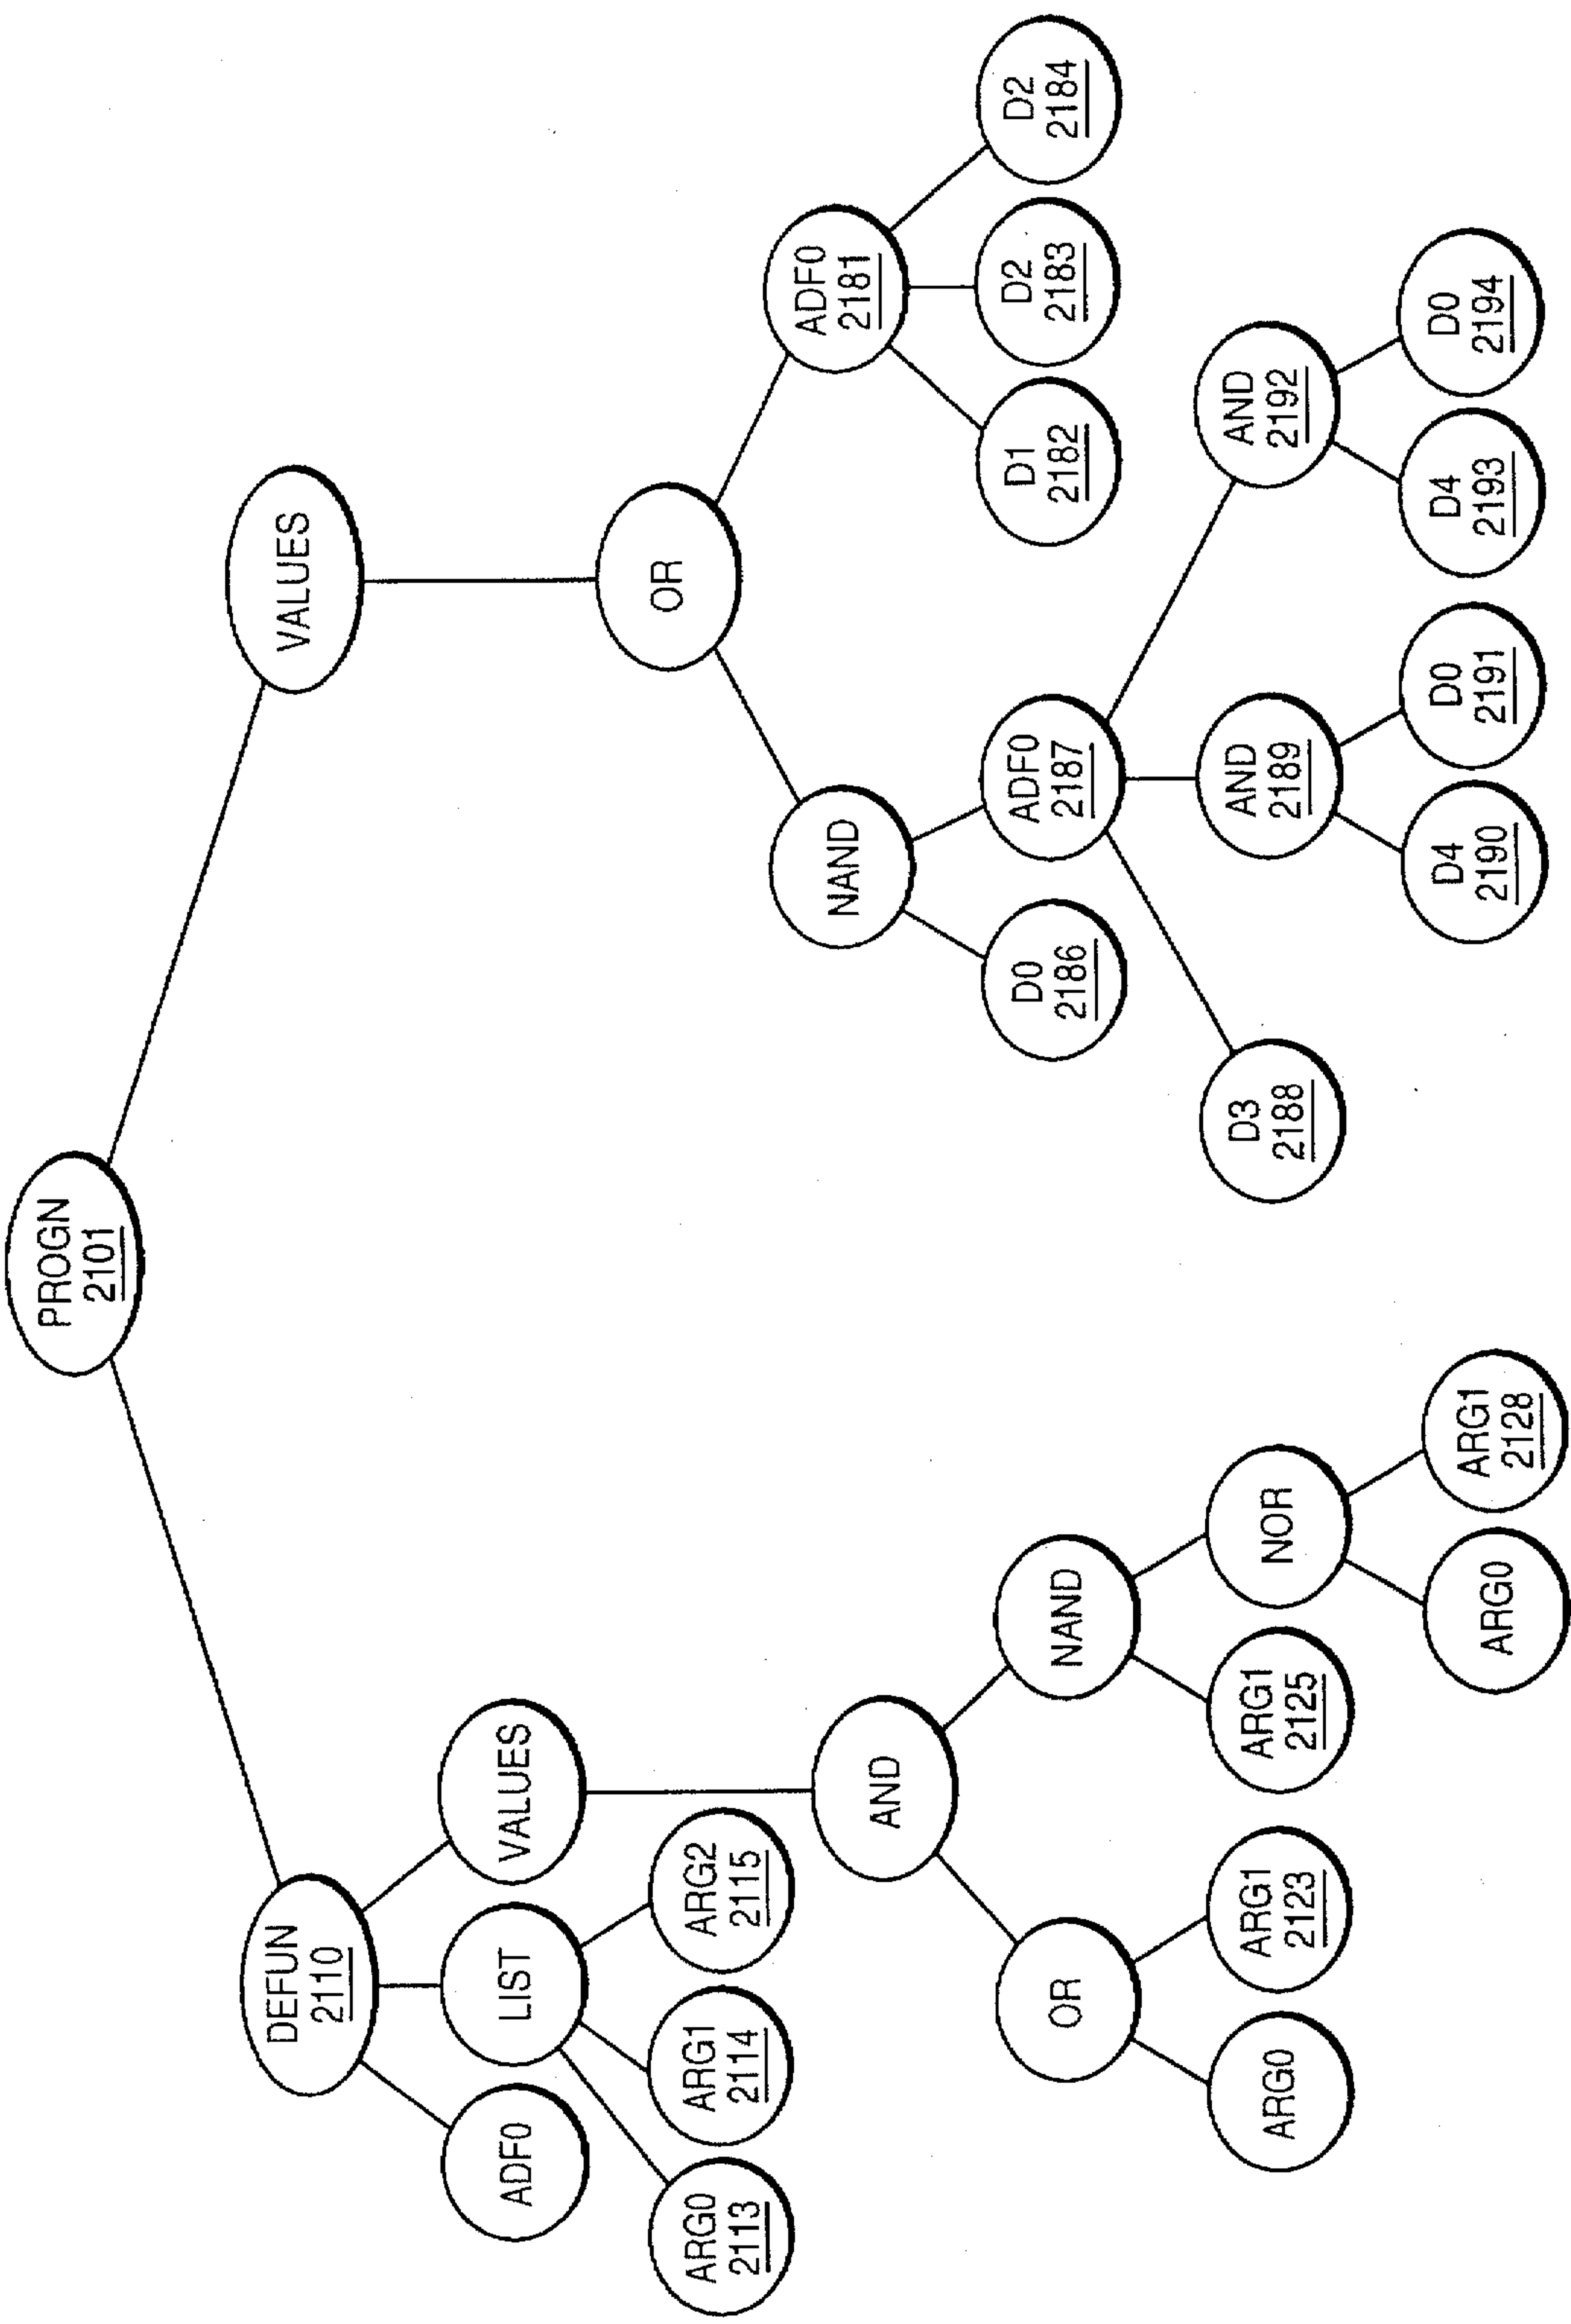 PROGN
2101
DEFUN
2110
VALUES
ADF0
LIST
VALUES
OR
ARG0
2113
ARG1
2114
ARG2
2115
AND
NAND
ADF0
2181
OR
NAND
D0
2186
ADF0
2187
D1
2182
D2
2183
D2
2184
ARG0
ARG1
2123
ARG1
2125
NOR
D3
2188
AND
2189
AND
2192
ARG0
ARG1
2128
D4
2190
D0
2191
D4
2193
D0
2194